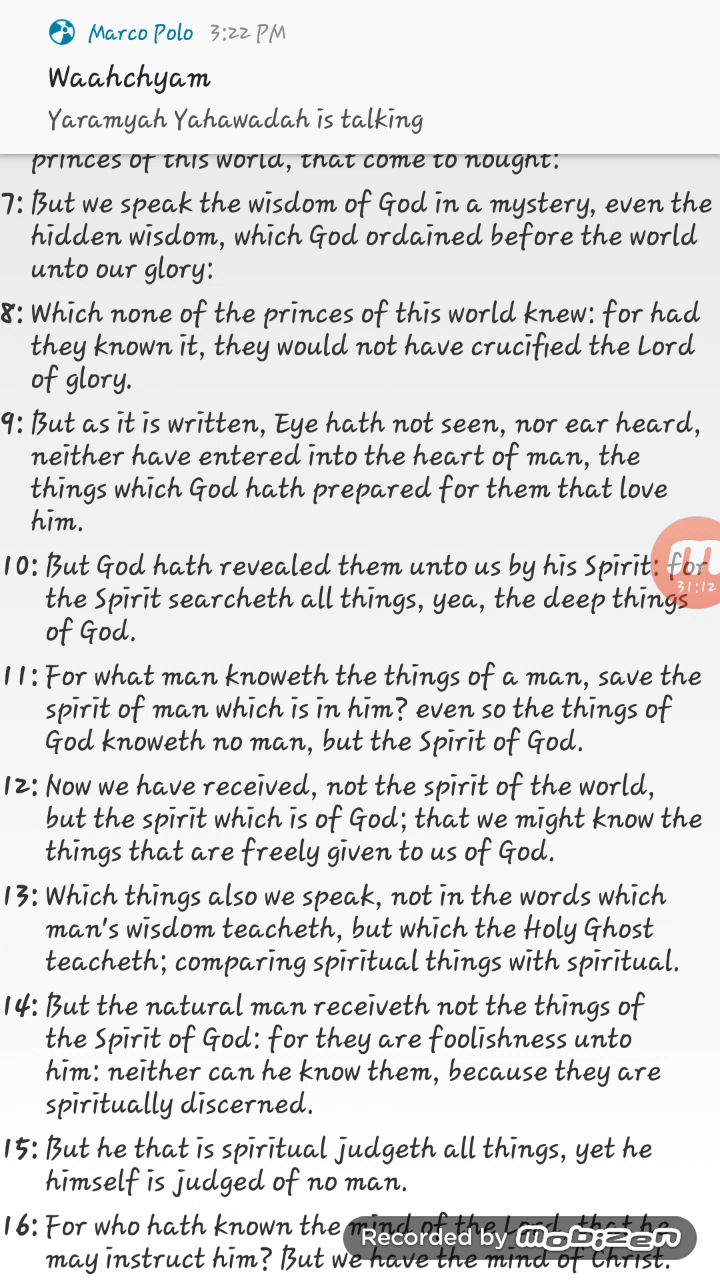 Marco Polo 3:22 PM
Waahchyam
Yaramyah Yahawadah is talking
princes of this world, that come to nought:
7: But we speak the wisdom of God in a mystery, even the
hidden wisdom, which God ordained before the world
unto our glory:
8: Which none of the princes of this world knew: for had
they known it, they would not have crucified the Lord
of glory.
9: But as it is written, Eye hath not seen, nor ear heard,
neither have entered into the heart of man, the
things which God hath prepared for them that love
him.
10: But God hath revealed them unto us by his Spirit: for
the Spirit searcheth all things, yea, the deep things
31:12
of God.
11: For what man knoweth the things of a man, save the
spirit of man which is in him? even so the things of
God knoweth no man, but the Spirit of God.
12: Now we have received, not the spirit of the world,
but the spirit which is of God; that we might know the
things that are freely given to us of God.
13: Which things also we speak, not in the words which
man's wisdom teacheth, but which the Holy Ghost
teacheth; comparing spiritual things with spiritual.
14: But the natural man receiveth not the things of
the Spirit of God: for they are foolishness unto
him: neither can he know them, because they are
spiritually discerned.
15: But he that is spiritual judgeth all things, yet he
himself is judged of no man.
16: For who hath known the mind of the Lord, that he
may instruct him? But we have the mind of Christ.
Recorded by mobizen